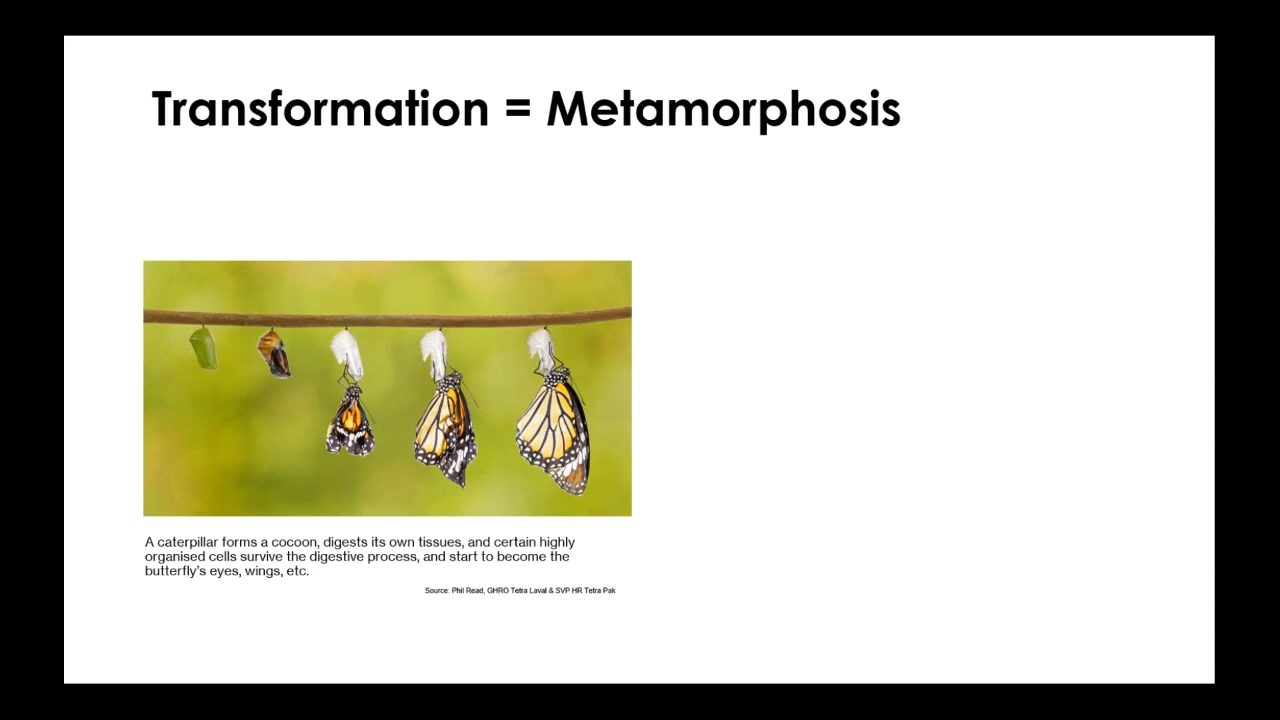 Transformation = Metamorphosis
A caterpillar forms a cocoon, digests its own tissues, and certain highly
organised cells survive the digestive process, and start to become the
butterfly’s eyes, wings, etc.
Source: Phil Read, GHRO Tetra Laval & SVP HR Tetra Pak